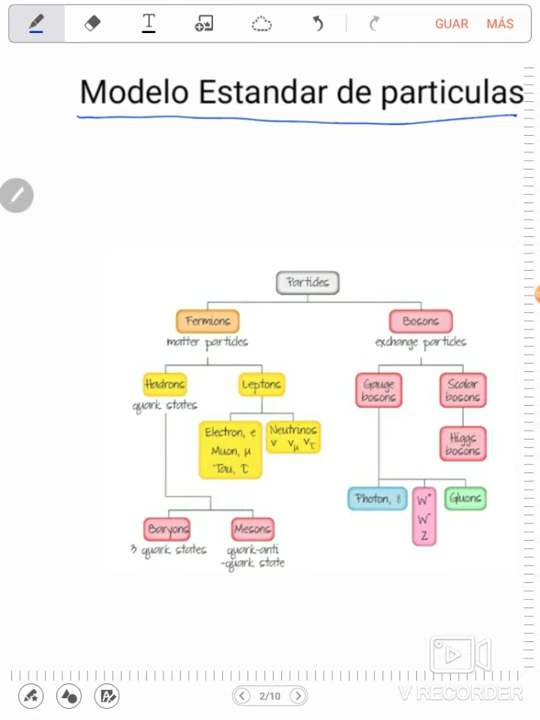 T
GUAR MÁS
Modelo Estandar de particulas
Particles
Fermions
matter particles
Bosons
exchange particles
Hadrons
quark states
Leptons
Gauge
bosons
Scalar
bosons
Electron, e
Muon, μ
Tau, τ
Neutrinos
ν ν_μ ν_τ
Higgs
bosons
Photon, γ
W⁺
W⁻
Z
Gluons
Baryons
3 quark states
Mesons
quark-anti
-quark state
2/10
V RECORDER